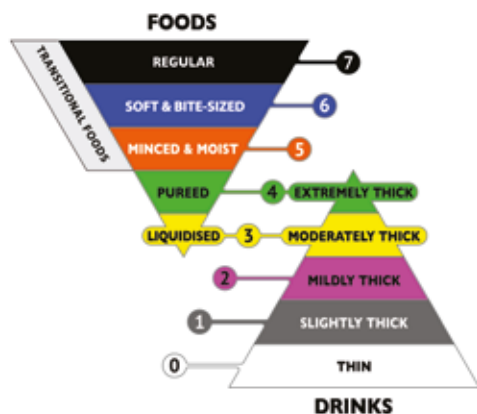 FOODS
TRANSITIONAL FOODS
REGULAR 7
SOFT & BITE-SIZED 6
MINCED & MOIST 5
PUREED 4 EXTREMELY THICK
LIQUIDISED 3 MODERATELY THICK
2 MILDLY THICK
1 SLIGHTLY THICK
0 THIN
DRINKS